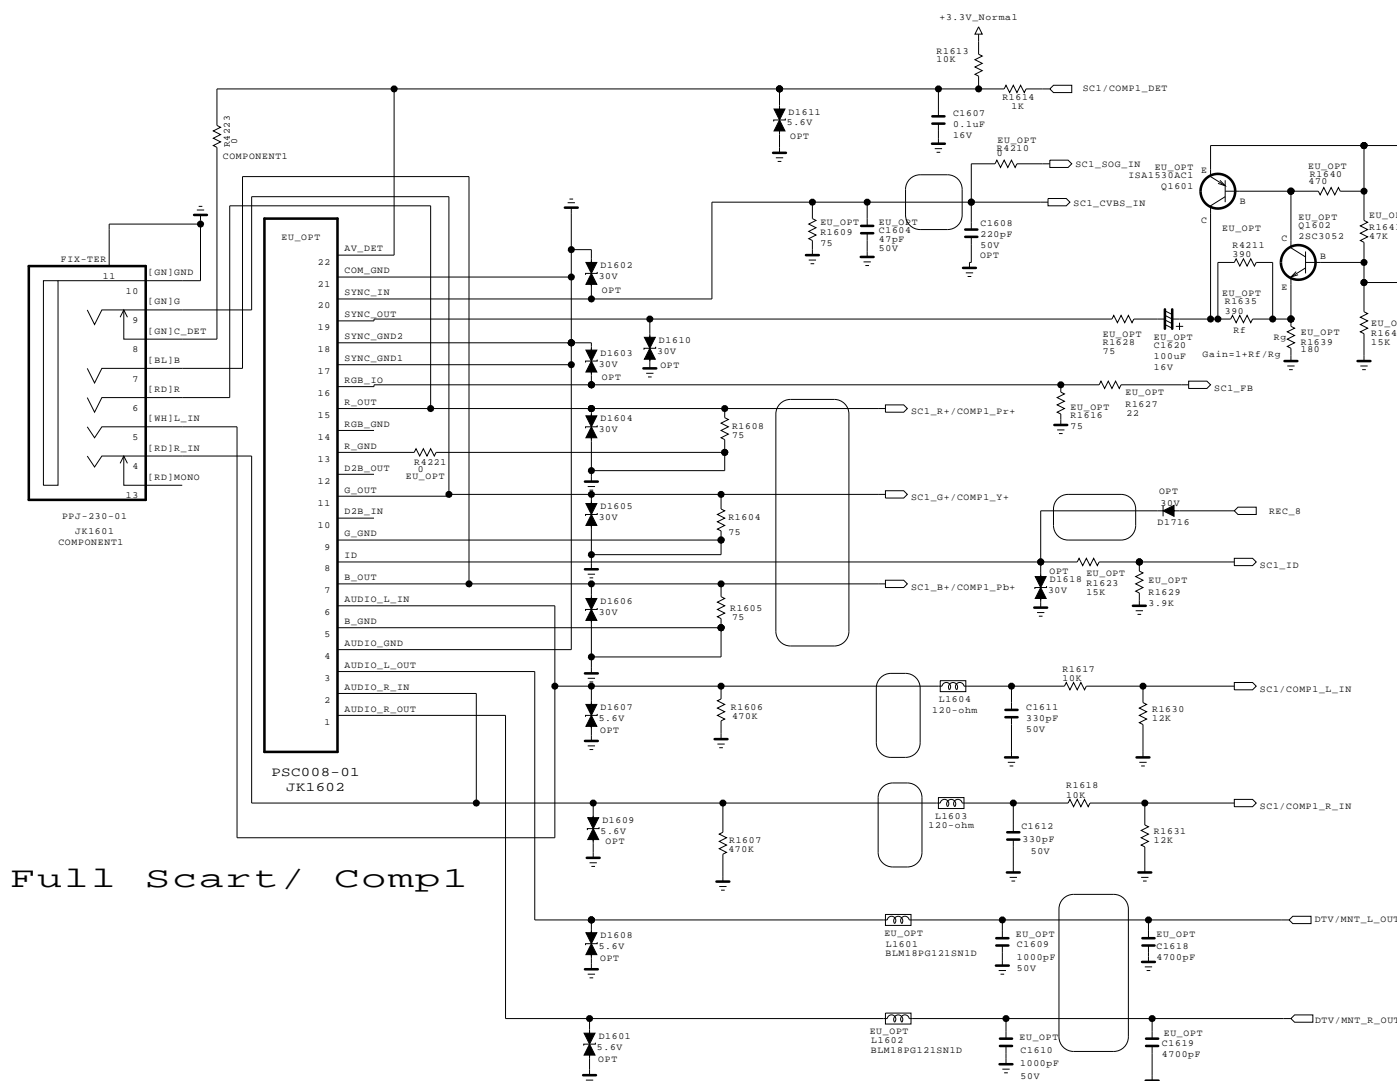 +3.3V_Normal
R1613
10K
R1614
1K
SC1/COMP1_DET
D1611
5.6V
OPT
C1607
0.1uF
16V
R4223
0
COMPONENT1
EU_OPT
R4210
0
SC1_SOG_IN
SC1_CVBS_IN
EU_OPT
R1609
75
EU_OPT
C1604
47pF
50V
C1608
220pF
50V
OPT
EU_OPT
ISA1530AC1
Q1601
E
B
C
EU_OPT
R1640
470
EU_OPT
Q1602
2SC3052
C
B
E
47K
EU_OPT
R4211
390
EU_OPT
R1635
390
Rf
Rg
EU_OPT
R1639
180
15K
Gain=1+Rf/Rg
EU_OPT
R1628
75
EU_OPT
C1620
100uF
16V
+
FIX-TER
11
[GN]GND
10
[GN]G
9
[GN]C_DET
8
[BL]B
7
[RD]R
6
[WH]L_IN
5
[RD]R_IN
4
[RD]MONO
13
PPJ-230-01
JK1601
COMPONENT1
EU_OPT
AV_DET
22
COM_GND
21
SYNC_IN
20
SYNC_OUT
19
SYNC_GND2
18
SYNC_GND1
17
RGB_IO
16
R_OUT
15
RGB_GND
14
R_GND
13
D2B_OUT
12
G_OUT
11
D2B_IN
10
G_GND
9
ID
8
B_OUT
7
AUDIO_L_IN
6
B_GND
5
AUDIO_GND
4
AUDIO_L_OUT
3
AUDIO_R_IN
2
AUDIO_R_OUT
1
PSC008-01
JK1602
D1602
30V
OPT
D1603
30V
OPT
D1610
30V
OPT
EU_OPT
R1616
75
EU_OPT
R1627
22
SC1_FB
D1604
30V
R1608
75
SC1_R+/COMP1_Pr+
R4221
0
EU_OPT
D1605
30V
R1604
75
SC1_G+/COMP1_Y+
OPT
30V
D1716
REC_8
OPT
D1618
30V
EU_OPT
R1623
15K
EU_OPT
R1629
3.9K
SC1_ID
D1606
30V
R1605
75
SC1_B+/COMP1_Pb+
D1607
5.6V
OPT
R1606
470K
L1604
120-ohm
C1611
330pF
50V
R1617
10K
R1630
12K
SC1/COMP1_L_IN
D1609
5.6V
OPT
R1607
470K
L1603
120-ohm
C1612
330pF
50V
R1618
10K
R1631
12K
SC1/COMP1_R_IN
Full Scart/ Comp1
D1608
5.6V
OPT
EU_OPT
L1601
BLM18PG121SN1D
EU_OPT
C1609
1000pF
50V
EU_OPT
C1618
4700pF
DTV/MNT_L_OUT
D1601
5.6V
OPT
EU_OPT
L1602
BLM18PG121SN1D
EU_OPT
C1610
1000pF
50V
EU_OPT
C1619
4700pF
DTV/MNT_R_OUT